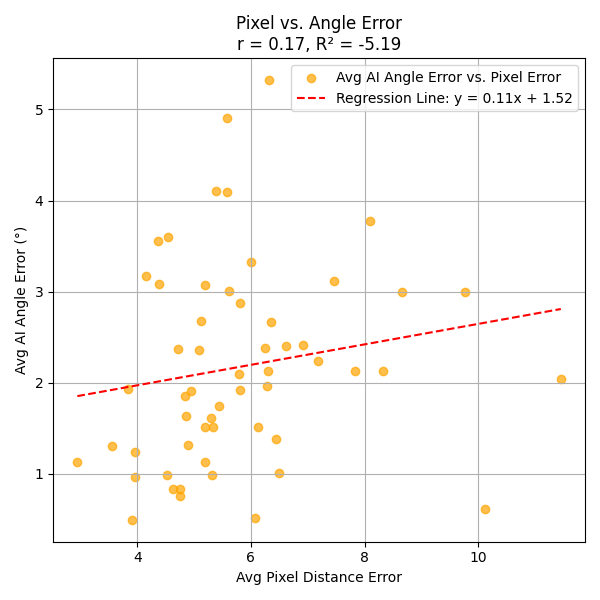 Pixel vs. Angle Error
r = 0.17, R² = -5.19
Avg AI Angle Error vs. Pixel Error
Regression Line: y = 0.11x + 1.52
5
4
3
2
1
Avg AI Angle Error (°)
4 6 8 10
Avg Pixel Distance Error